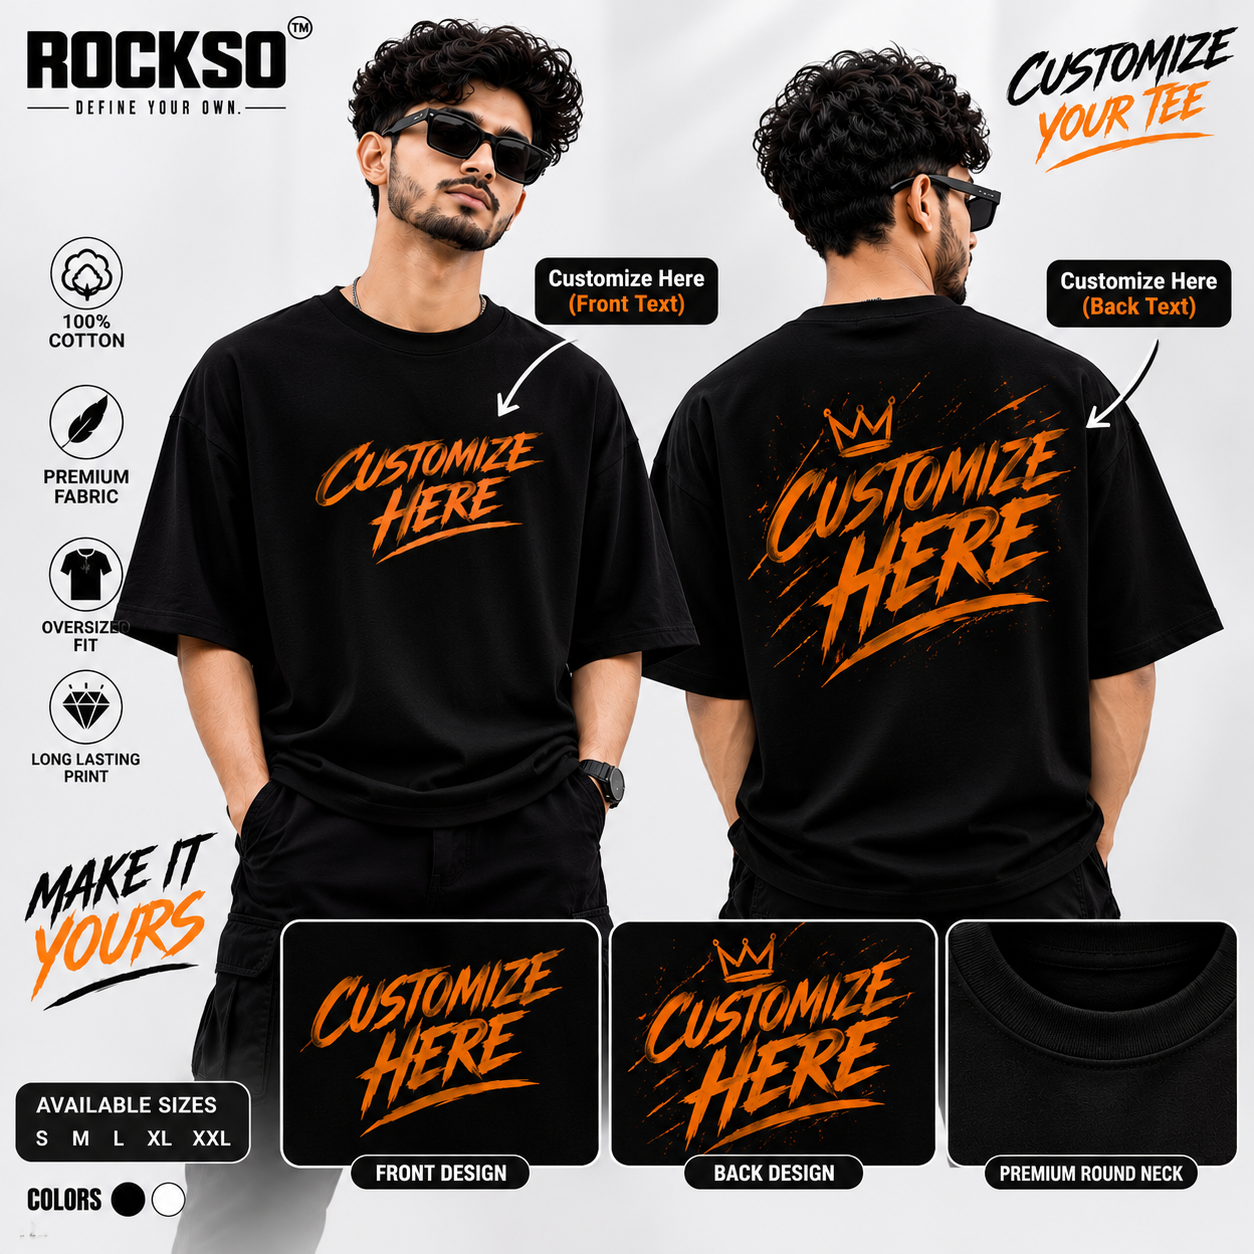 ROCKSO™
DEFINE YOUR OWN.
CUSTOMIZE
YOUR TEE
Customize Here
(Front Text)
Customize Here
(Back Text)
100%
COTTON
PREMIUM
FABRIC
OVERSIZED
FIT
LONG LASTING
PRINT
CUSTOMIZE
HERE
CUSTOMIZE
HERE
MAKE IT
YOURS
CUSTOMIZE
HERE
FRONT DESIGN
CUSTOMIZE
HERE
BACK DESIGN
PREMIUM ROUND NECK
AVAILABLE SIZES
S M L XL XXL
COLORS